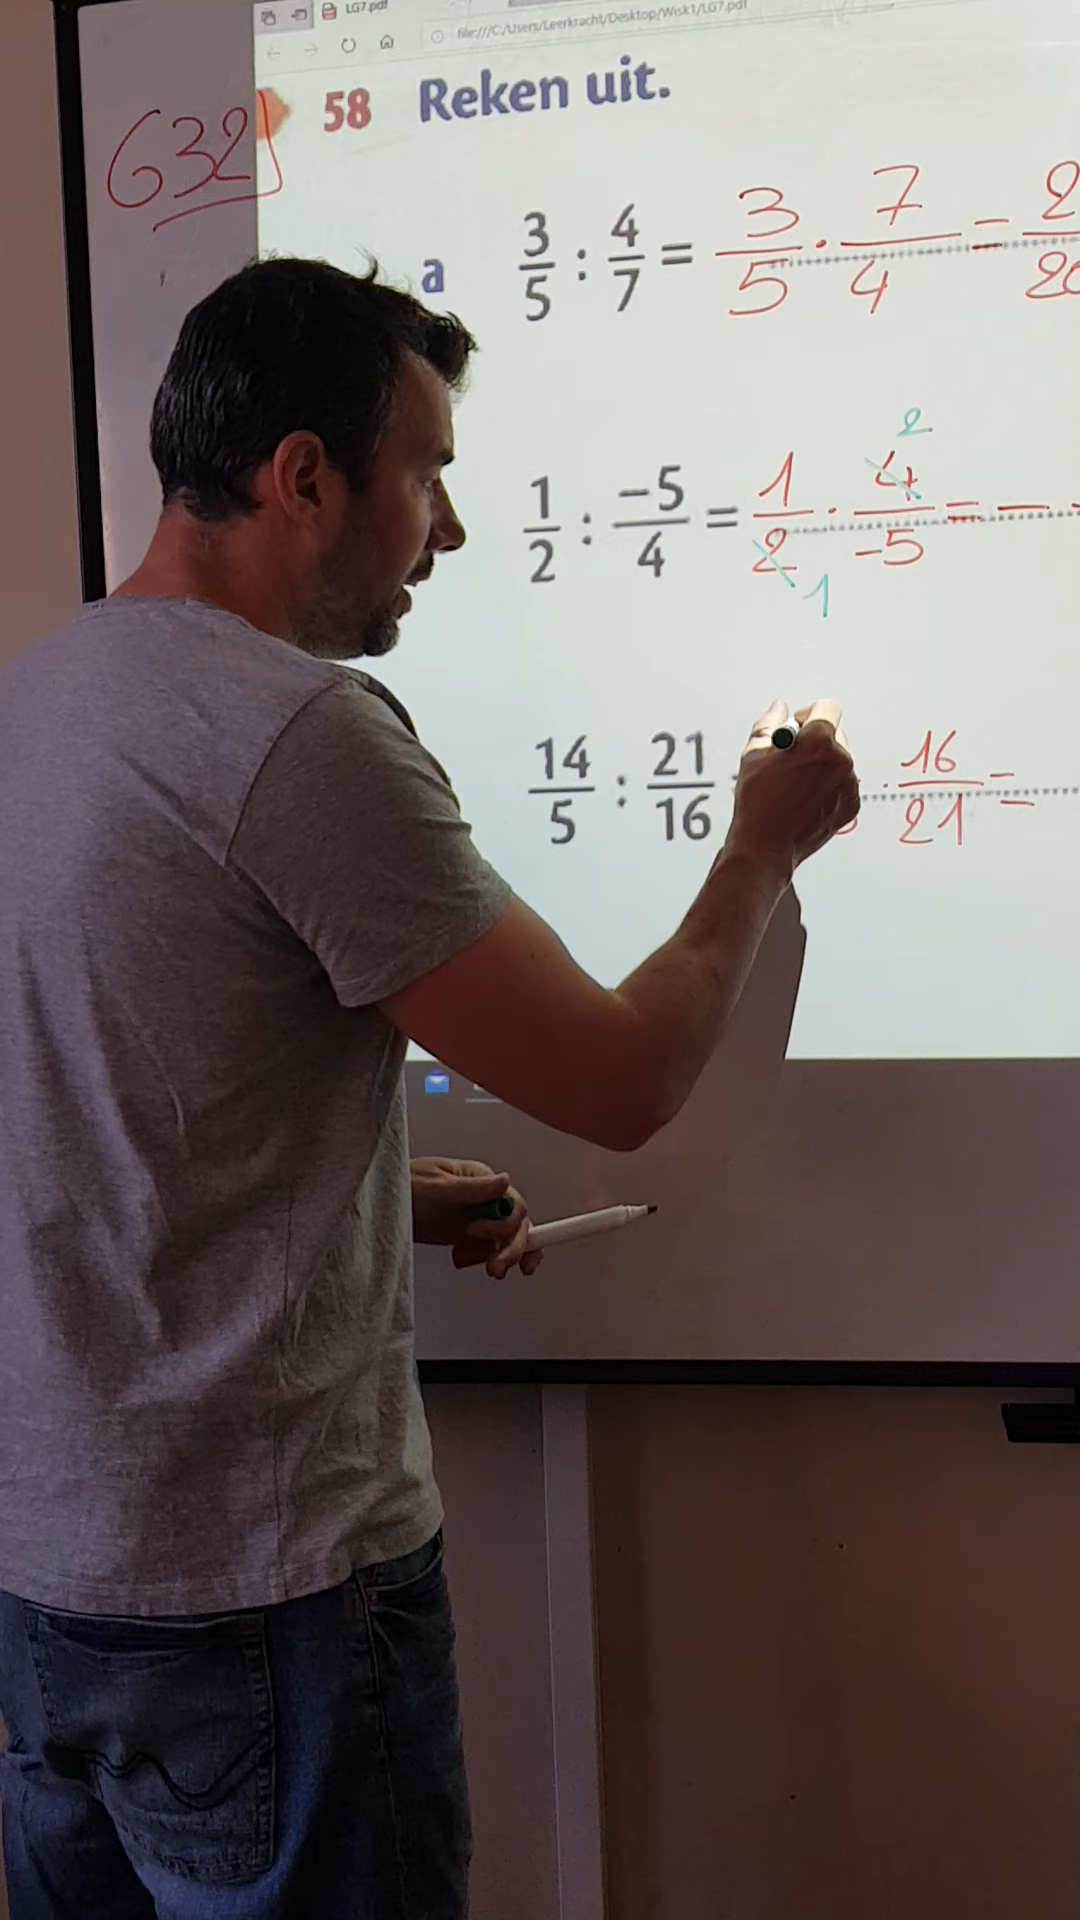 LG7.pdf
file:///C:/Users/Leerkracht/Desktop/Wisk1/LG7.pdf
632
58 Reken uit.
a 3/5 : 4/7 = 3/5 · 7/4 =
1/2 : -5/4 = 1/2 · 4/-5 = -
2
1
14/5 : 21/16 · 16/21 =